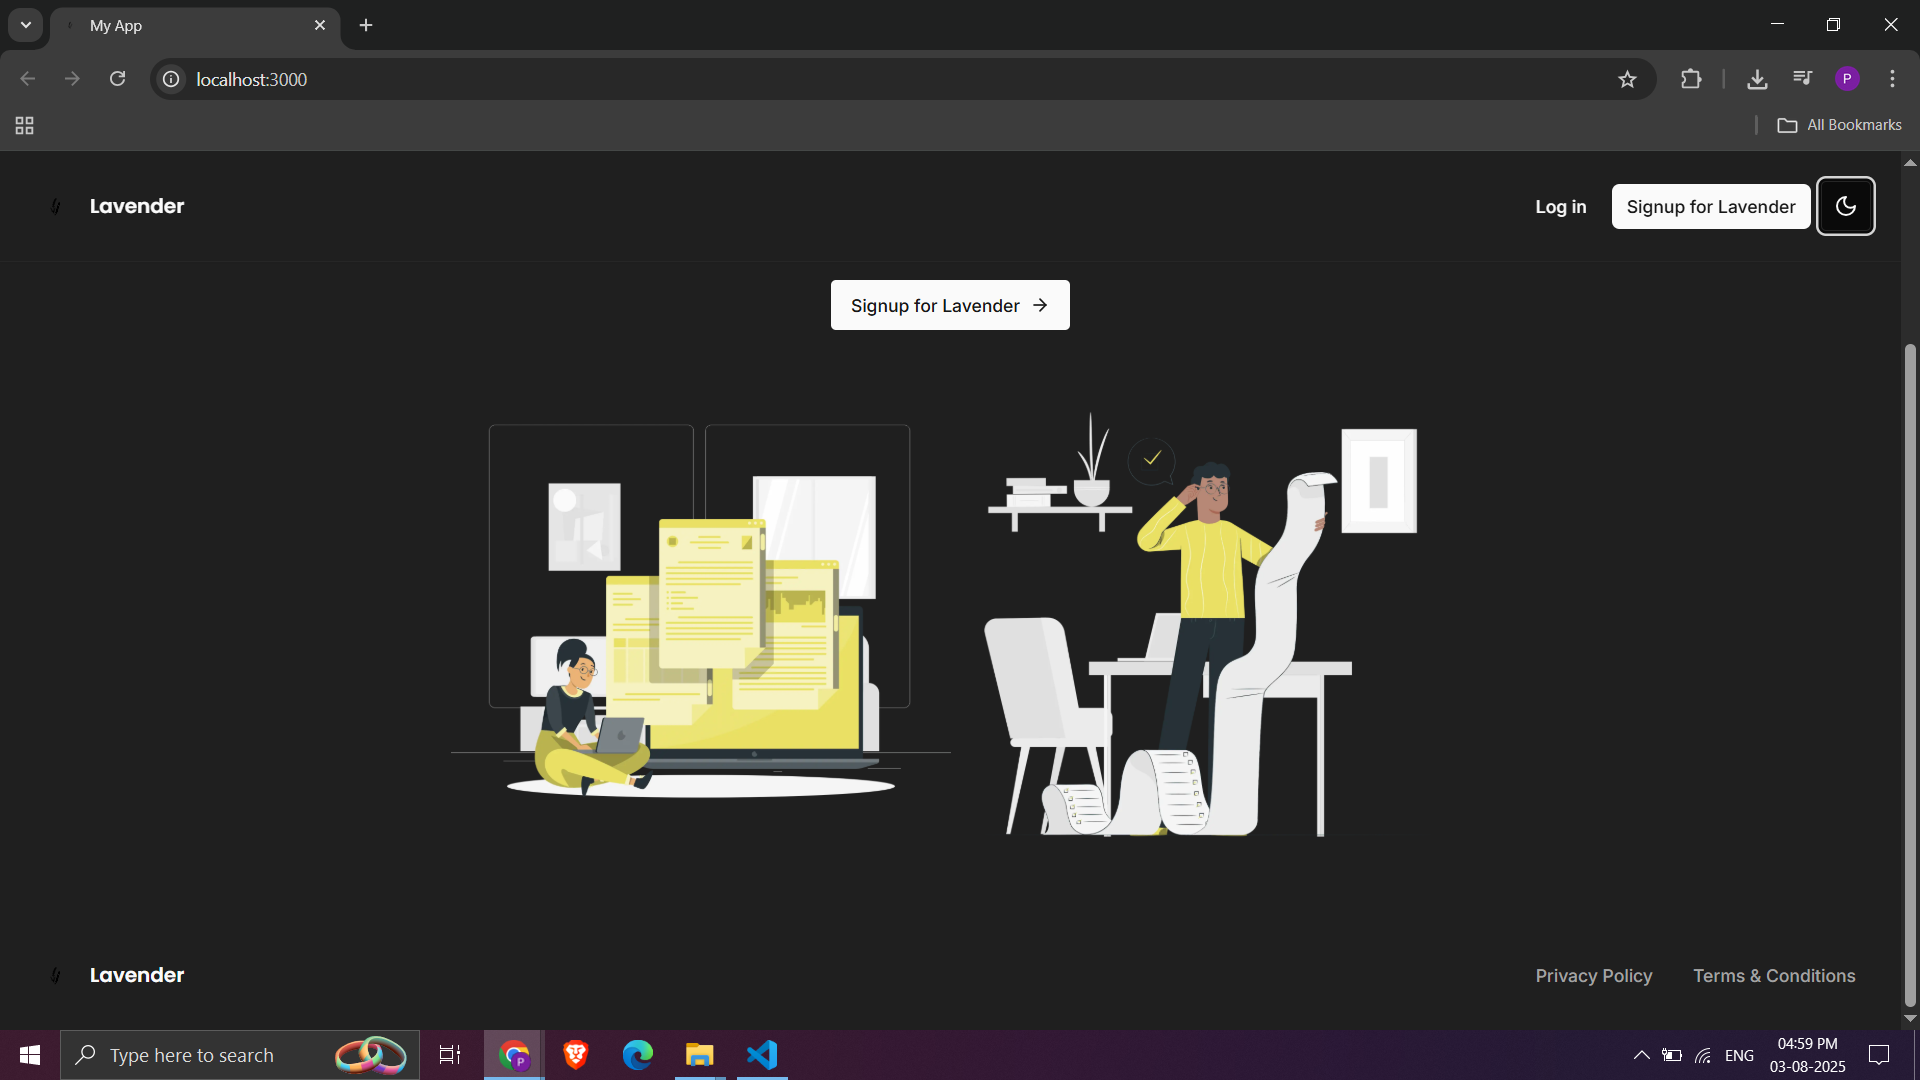 My App
localhost:3000
All Bookmarks
Lavender
Log in
Signup for Lavender
Signup for Lavender
Lavender
Privacy Policy
Terms & Conditions
Type here to search
P
P
ENG
04:59 PM
03-08-2025